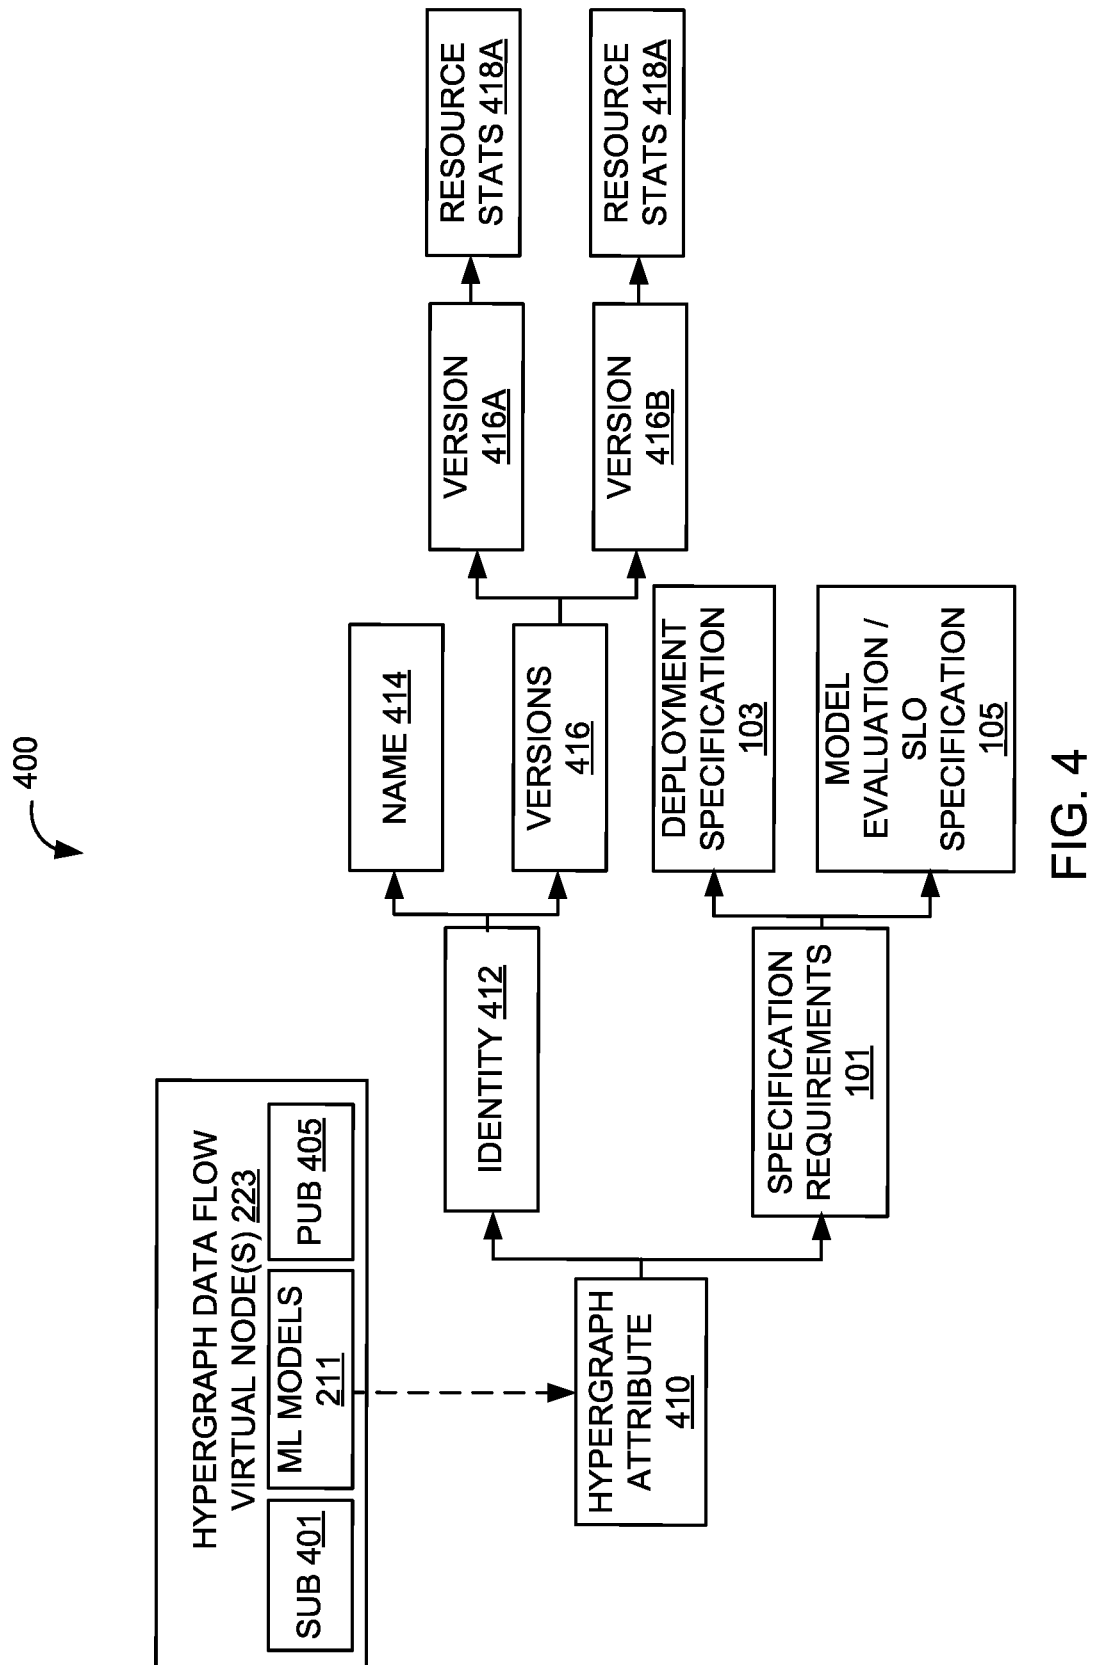 400
HYPERGRAPH DATA FLOW
VIRTUAL NODE(S) 223
SUB 401
ML MODELS
211
PUB 405
HYPERGRAPH
ATTRIBUTE
410
IDENTITY 412
SPECIFICATION
REQUIREMENTS
101
NAME 414
VERSIONS
416
DEPLOYMENT
SPECIFICATION
103
MODEL
EVALUATION /
SLO
SPECIFICATION
105
VERSION
416A
VERSION
416B
RESOURCE
STATS 418A
RESOURCE
STATS 418A
FIG. 4